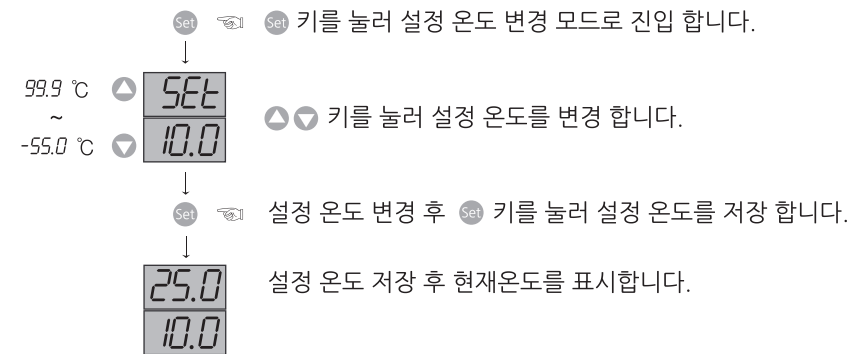 Set Set 키를 눌러 설정 온도 변경 모드로 진입 합니다.
99.9 ℃ SEt
~
-55.0 ℃ 10.0
키를 눌러 설정 온도를 변경 합니다.
Set 설정 온도 변경 후 Set 키를 눌러 설정 온도를 저장 합니다.
25.0 설정 온도 저장 후 현재온도를 표시합니다.
10.0